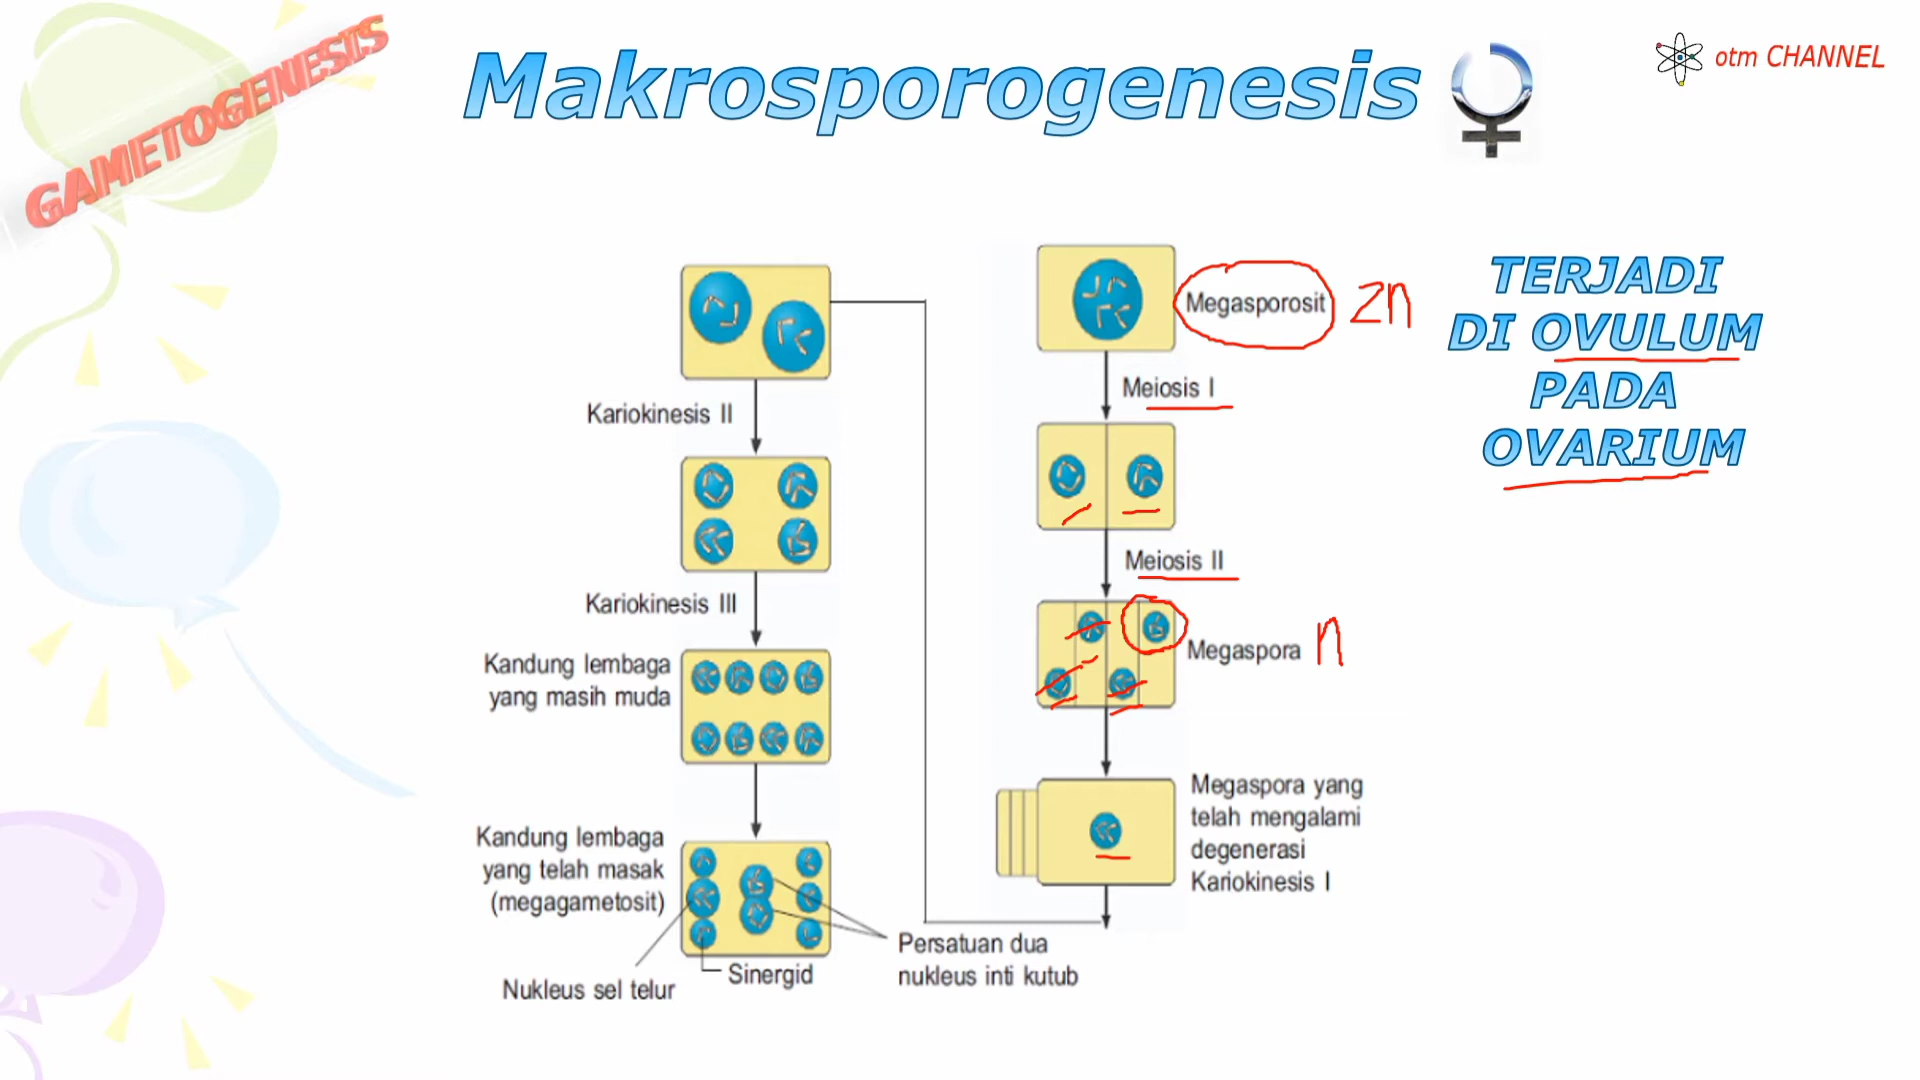 GAMETOGENESIS
Makrosporogenesis
otm CHANNEL
TERJADI
DI OVULUM
PADA
OVARIUM
Megasporosit 2n
Meiosis I
Meiosis II
Megaspora n
Megaspora yang
telah mengalami
degenerasi
Kariokinesis I
Kariokinesis II
Kariokinesis III
Kandung lembaga
yang masih muda
Kandung lembaga
yang telah masak
(megagametosit)
Nukleus sel telur
Sinergid
Persatuan dua
nukleus inti kutub